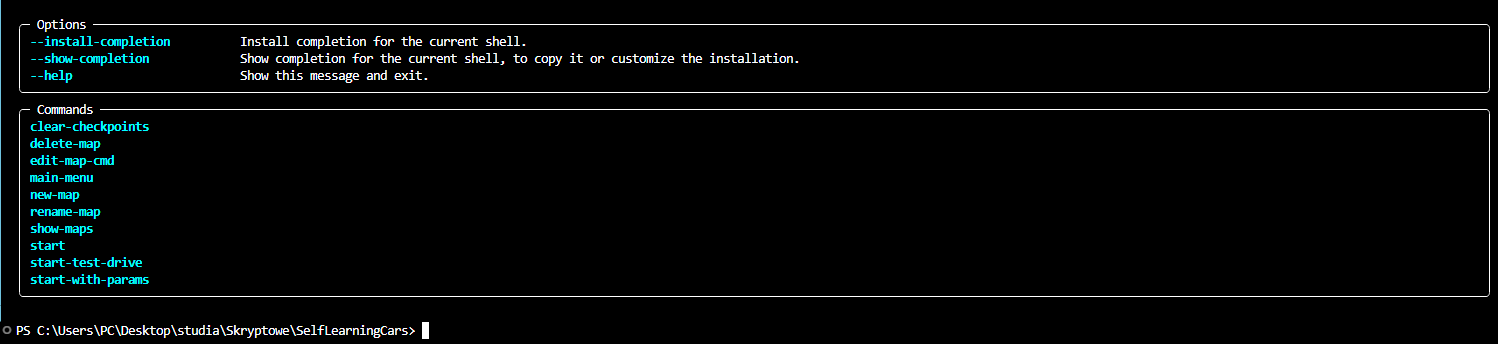 Options
--install-completion Install completion for the current shell.
--show-completion Show completion for the current shell, to copy it or customize the installation.
--help Show this message and exit.
Commands
clear-checkpoints
delete-map
edit-map-cmd
main-menu
new-map
rename-map
show-maps
start
start-test-drive
start-with-params
PS C:\Users\PC\Desktop\studia\Skryptowe\SelfLearningCars>